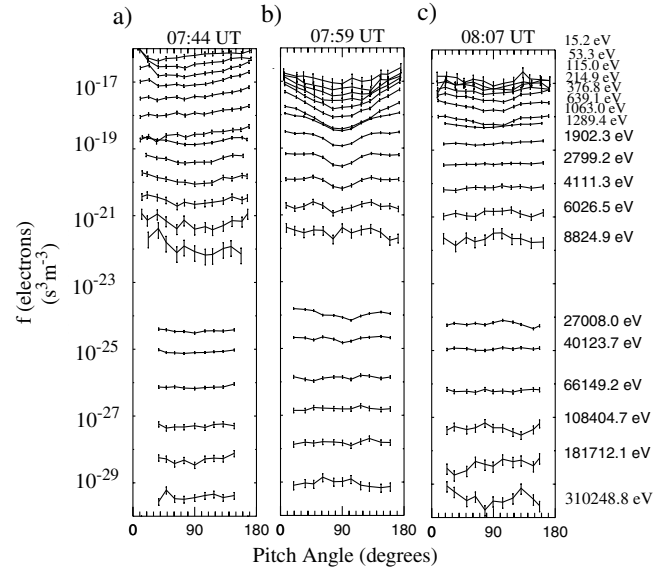 a) b) c)
07:44 UT 07:59 UT 08:07 UT
15.2 eV
53.3 eV
115.0 eV
214.9 eV
376.8 eV
639.1 eV
1063.0 eV
1289.4 eV
1902.3 eV
2799.2 eV
4111.3 eV
6026.5 eV
8824.9 eV
27008.0 eV
40123.7 eV
66149.2 eV
108404.7 eV
181712.1 eV
310248.8 eV
10-17
10-19
10-21
10-23
10-25
10-27
10-29
f (electrons)
(s3m-3)
0 90 180 0 90 180 0 90 180
Pitch Angle (degrees)